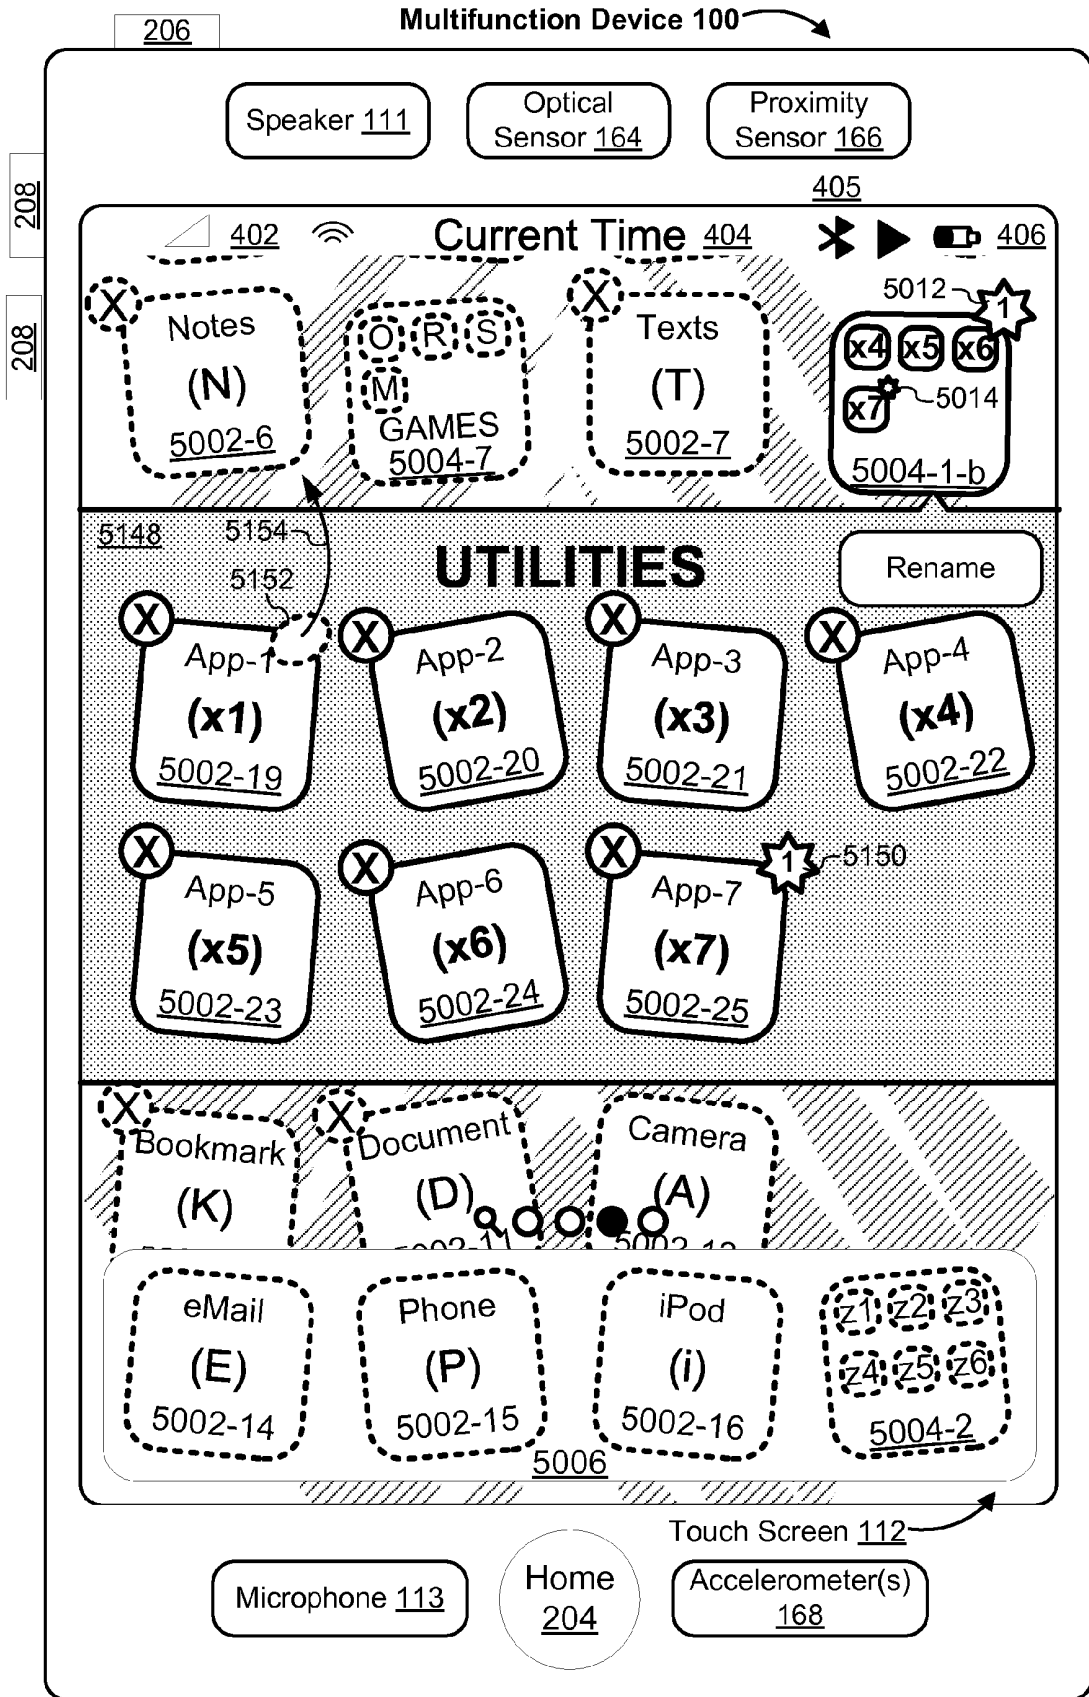 Multifunction Device 100
206
208
208
Speaker 111
Optical
Sensor 164
Proximity
Sensor 166
405
402
Current Time 404
406
X
Notes
(N)
5002-6
O R S
M
GAMES
5004-7
X
Texts
(T)
5002-7
5012
1
x4 x5 x6
x7
5014
5004-1-b
5148
5154
5152
UTILITIES
Rename
X
App-1
(x1)
5002-19
X
App-2
(x2)
5002-20
X
App-3
(x3)
5002-21
X
App-4
(x4)
5002-22
X
App-5
(x5)
5002-23
X
App-6
(x6)
5002-24
X
App-7
(x7)
5002-25
1
5150
X
Bookmark
(K)
X
Document
(D)
5002-11
Camera
(A)
eMail
(E)
5002-14
Phone
(P)
5002-15
iPod
(i)
5002-16
z1 z2 z3
z4 z5 z6
5004-2
5006
Touch Screen 112
Microphone 113
Home
204
Accelerometer(s)
168